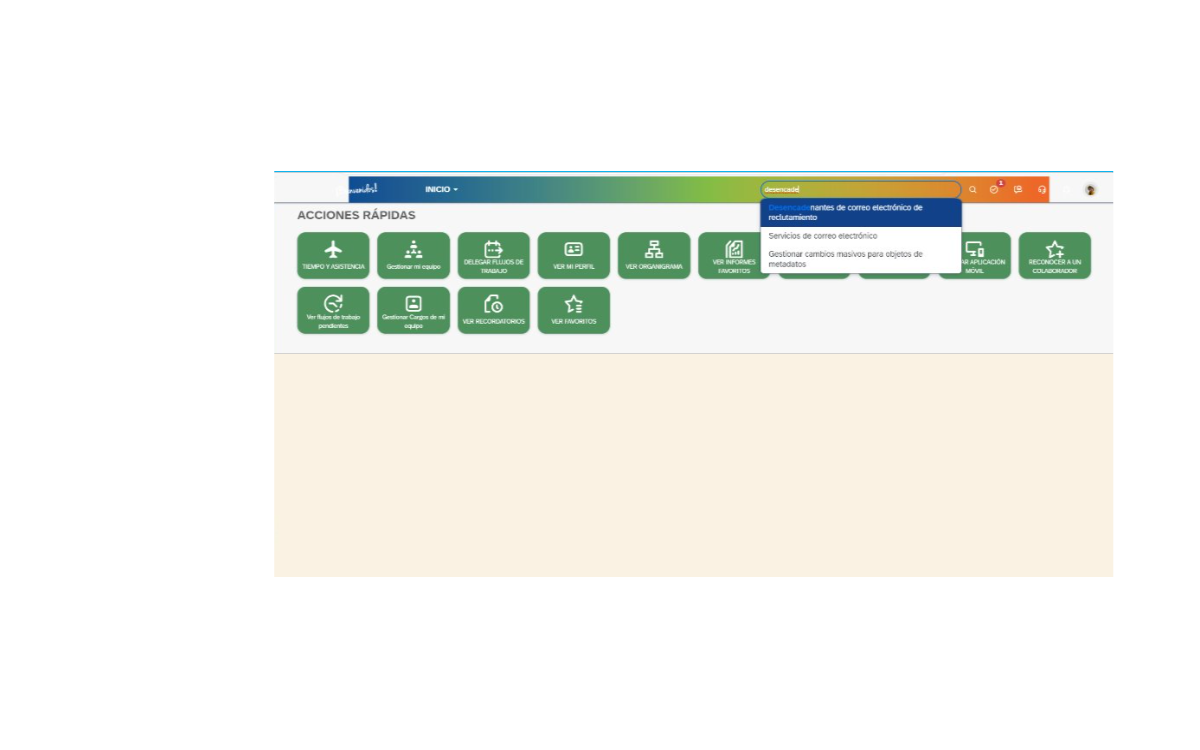 INICIO
desencade
ACCIONES RÁPIDAS
Desencadenantes de correo electrónico de
reclutamiento
Servicios de correo electrónico
Gestionar cambios masivos para objetos de
metadatos
TIEMPO Y ASISTENCIA
Gestionar mi equipo
DELEGAR FLUJOS DE
TRABAJO
VER MI PERFIL
VER ORGANIGRAMA
VER INFORMES
FAVORITOS
AR APLICACIÓN
MÓVIL
RECONOCER A UN
COLABORADOR
Ver flujos de trabajo
pendientes
Gestionar Cargos de mi
equipo
VER RECORDATORIOS
VER FAVORITOS